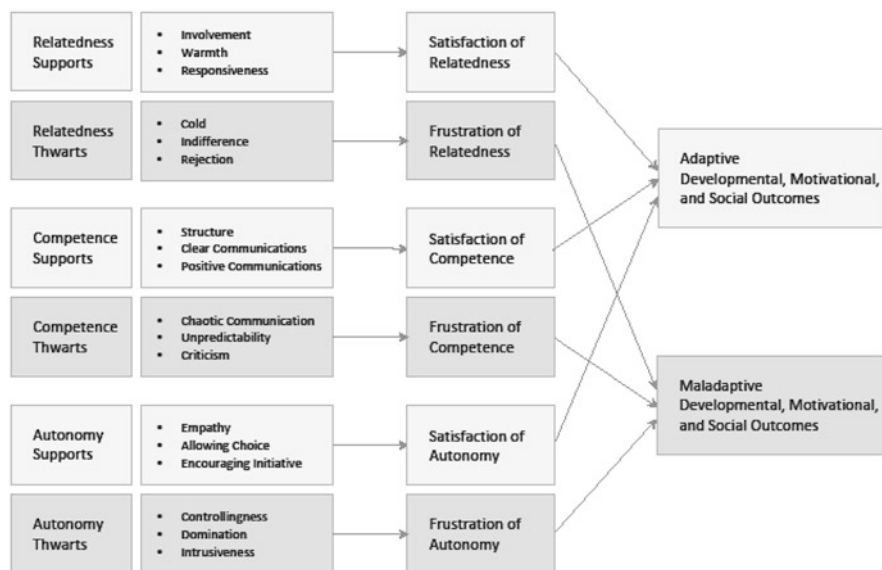 Relatedness
Supports
Involvement
Warmth
Responsiveness
Satisfaction of
Relatedness
Relatedness
Thwarts
Cold
Indifference
Rejection
Frustration of
Relatedness
Competence
Supports
Structure
Clear Communications
Positive Communications
Satisfaction of
Competence
Competence
Thwarts
Chaotic Communication
Unpredictability
Criticism
Frustration of
Competence
Autonomy
Supports
Empathy
Allowing Choice
Encouraging Initiative
Satisfaction of
Autonomy
Autonomy
Thwarts
Controllingness
Domination
Intrusiveness
Frustration of
Autonomy
Adaptive
Developmental, Motivational,
and Social Outcomes
Maladaptive
Developmental, Motivational,
and Social Outcomes